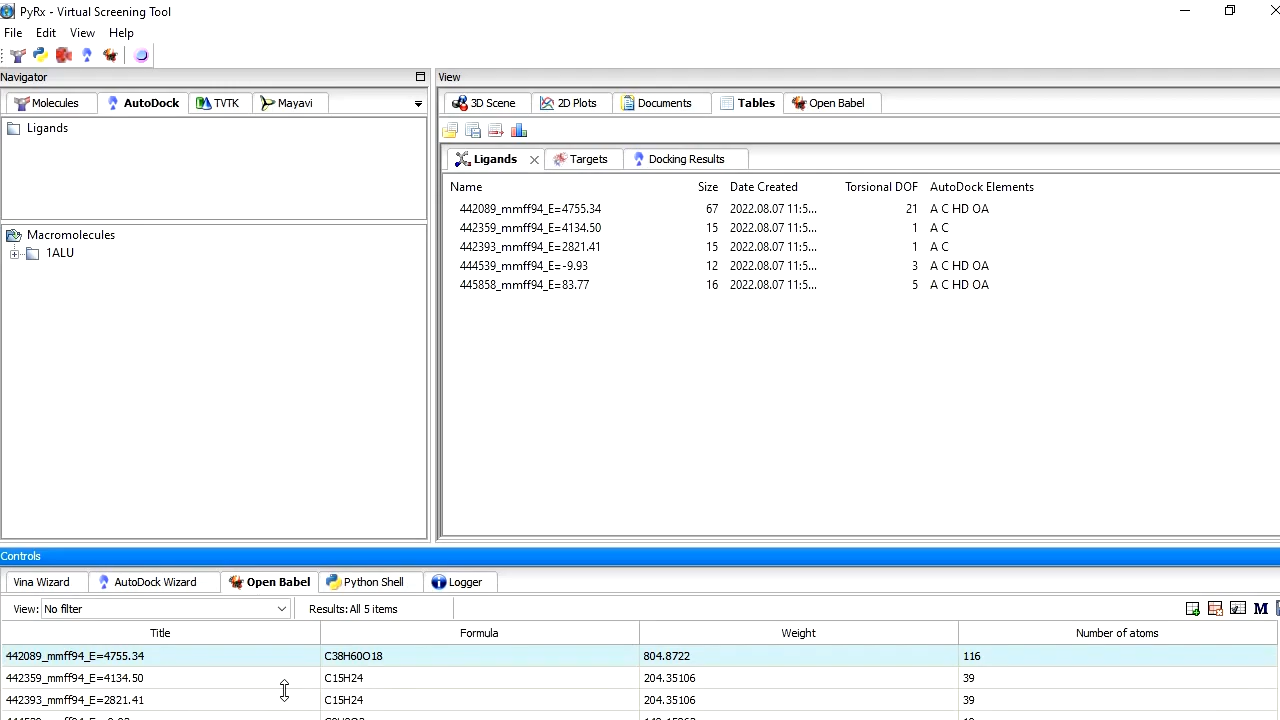 PyRx - Virtual Screening Tool
File Edit View Help
Navigator
View
Molecules AutoDock TVTK Mayavi
3D Scene 2D Plots Documents Tables Open Babel
Ligands
Ligands Targets Docking Results
Name Size Date Created Torsional DOF AutoDock Elements
442089_mmff94_E=4755.34 67 2022.08.07 11:5... 21 A C HD OA
442359_mmff94_E=4134.50 15 2022.08.07 11:5... 1 A C
442393_mmff94_E=2821.41 15 2022.08.07 11:5... 1 A C
444539_mmff94_E=-9.93 12 2022.08.07 11:5... 3 A C HD OA
445858_mmff94_E=83.77 16 2022.08.07 11:5... 5 A C HD OA
Macromolecules
1ALU
Controls
Vina Wizard AutoDock Wizard Open Babel Python Shell Logger
View: No filter Results: All 5 items
M
Title Formula Weight Number of atoms
442089_mmff94_E=4755.34 C38H60O18 804.8722 116
442359_mmff94_E=4134.50 C15H24 204.35106 39
442393_mmff94_E=2821.41 C15H24 204.35106 39